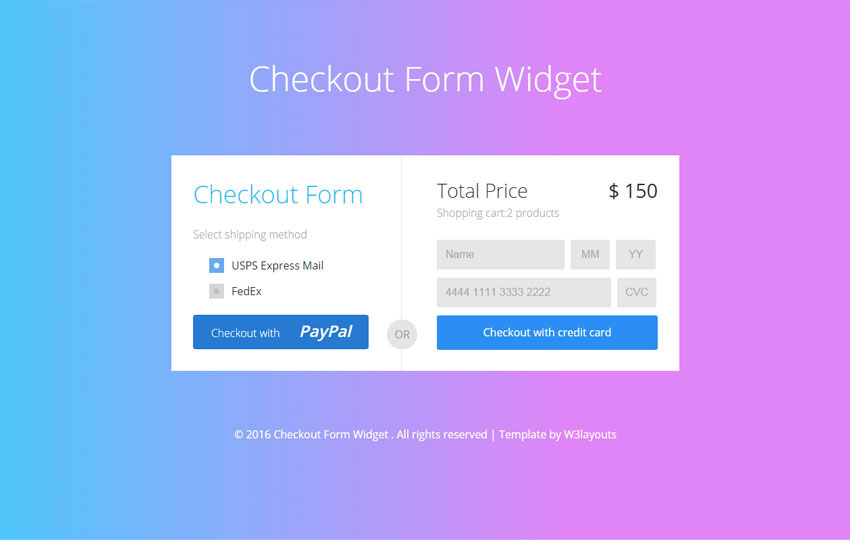 Checkout Form Widget
Checkout Form
Select shipping method
USPS Express Mail
FedEx
Checkout with PayPal
OR
Total Price $ 150
Shopping cart:2 products
Name MM YY
4444 1111 3333 2222 CVC
Checkout with credit card
© 2016 Checkout Form Widget . All rights reserved | Template by W3layouts